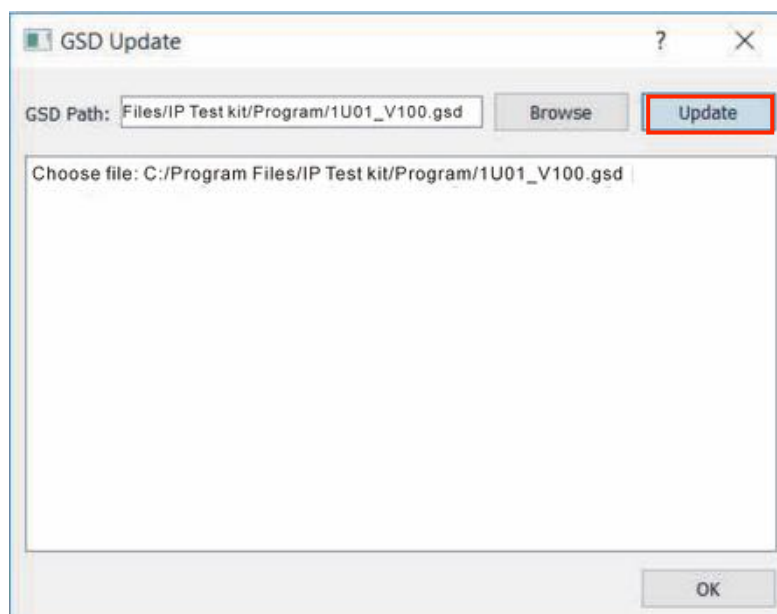 GSD Update ?
GSD Path: Files/IP Test kit/Program/1U01_V100.gsd Browse Update
Choose file: C:/Program Files/IP Test kit/Program/1U01_V100.gsd
OK